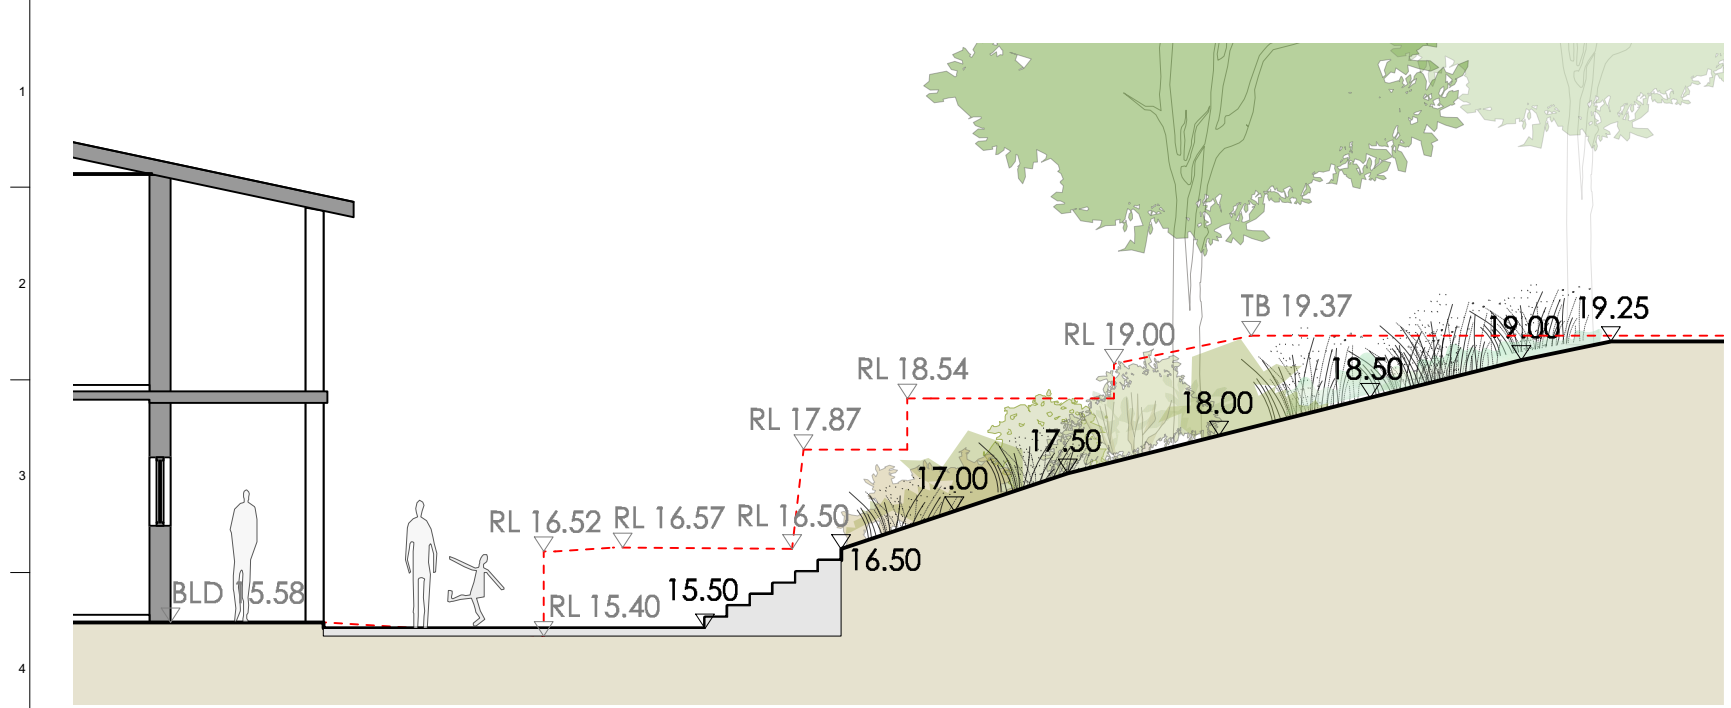 1
2
TB 19.37
19.25
RL 19.00
19.00
RL 18.54
18.50
RL 17.87
18.00
17.50
3
17.00
RL 16.52
RL 16.57
RL 16.50
16.50
BLD 15.58
15.50
RL 15.40
4